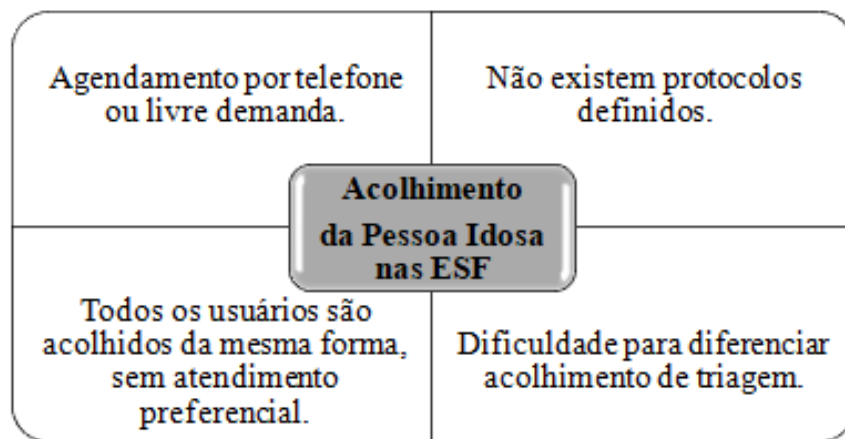 Agendamento por telefone
ou livre demanda.
Não existem protocolos
definidos.
Acolhimento
da Pessoa Idosa
nas ESF
Todos os usuários são
acolhidos da mesma forma,
sem atendimento
preferencial.
Dificuldade para diferenciar
acolhimento de triagem.